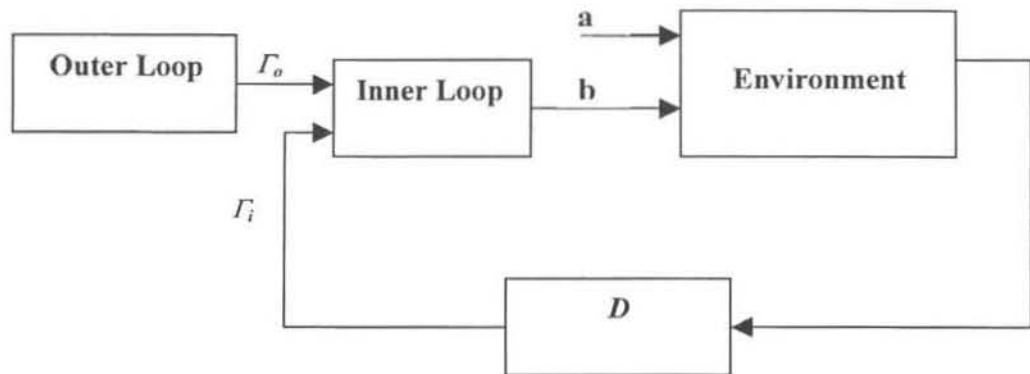 Outer Loop
Γo
Inner Loop
a
b
Environment
Γi
D